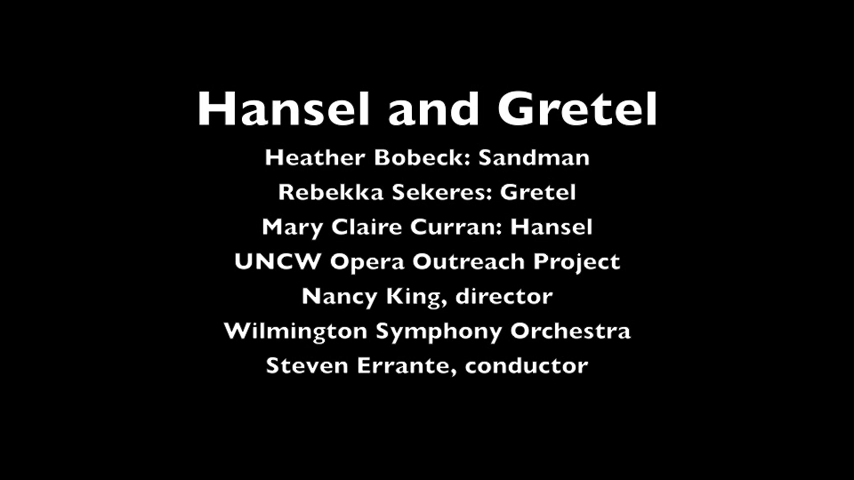 Hansel and Gretel
Heather Bobeck: Sandman
Rebekka Sekeres: Gretel
Mary Claire Curran: Hansel
UNCW Opera Outreach Project
Nancy King, director
Wilmington Symphony Orchestra
Steven Errante, conductor